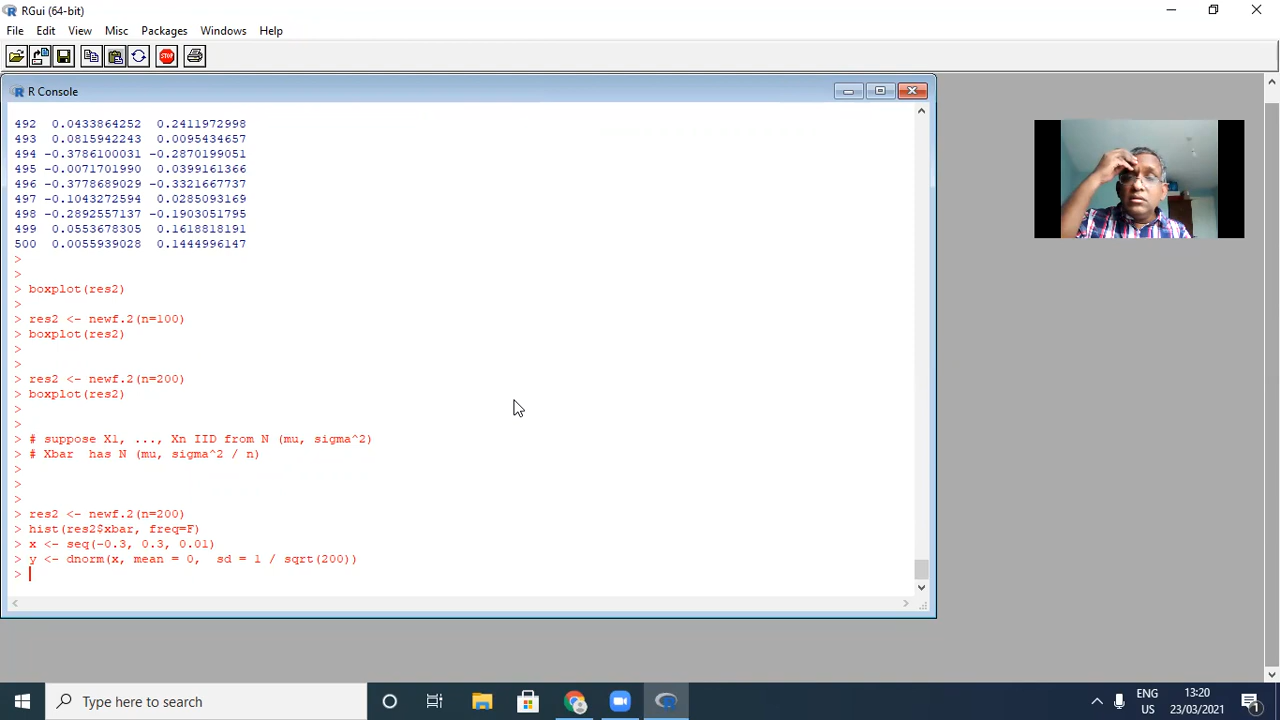 RGui (64-bit)
File Edit View Misc Packages Windows Help
STOP
R Console
492 0.0433864252 0.2411972998
493 0.0815942243 0.0095434657
494 -0.3786100031 -0.2870199051
495 -0.0071701990 0.0399161366
496 -0.3778689029 -0.3321667737
497 -0.1043272594 0.0285093169
498 -0.2892557137 -0.1903051795
499 0.0553678305 0.1618818191
500 0.0055939028 0.1444996147
>
>
> boxplot(res2)
>
> res2 <- newf.2(n=100)
> boxplot(res2)
>
>
> res2 <- newf.2(n=200)
> boxplot(res2)
>
>
> # suppose X1, ..., Xn IID from N (mu, sigma^2)
> # Xbar  has N (mu, sigma^2 / n)
>
>
>
> res2 <- newf.2(n=200)
> hist(res2$xbar, freq=F)
> x <- seq(-0.3, 0.3, 0.01)
> y <- dnorm(x, mean = 0,  sd = 1 / sqrt(200))
>
Type here to search
ENG 13:20
US 23/03/2021
1